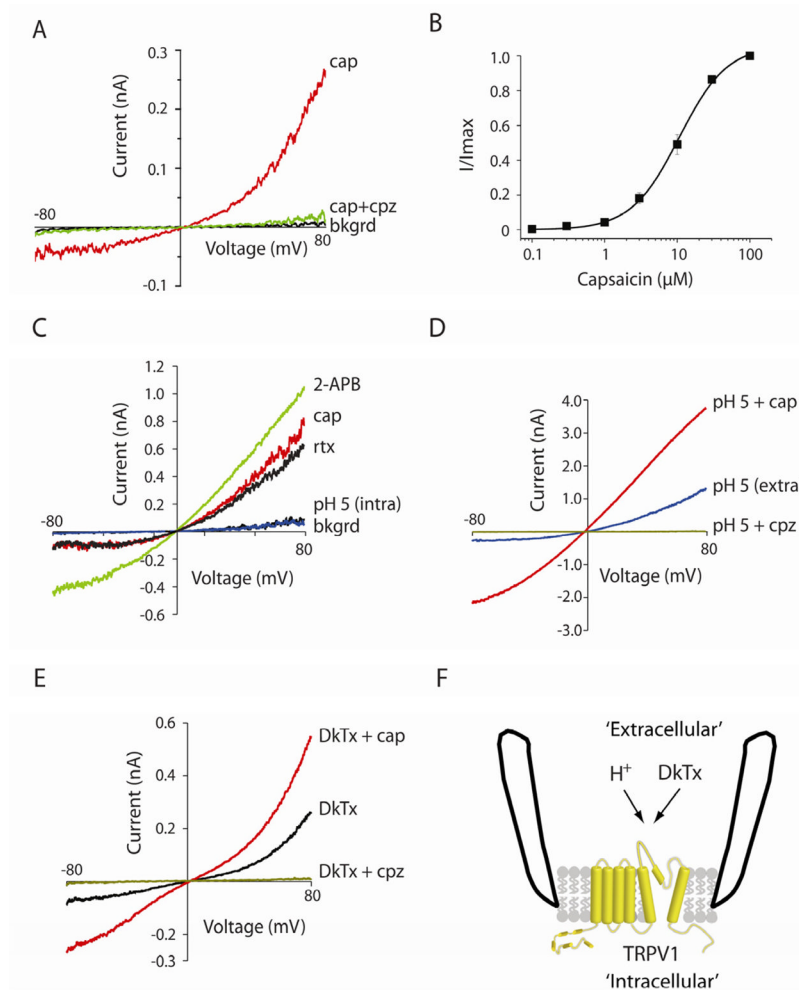 A
0.3
0.2
0.1
-0.1
Current (nA)
-80
80
Voltage (mV)
cap
cap+cpz
bkgrd
B
1.0
0.8
0.6
0.4
0.2
0
I/Imax
0.1
1
10
100
Capsaicin (μM)
C
1.2
1.0
0.8
0.6
0.4
0.2
-0.2
-0.4
-0.6
Current (nA)
-80
80
Voltage (mV)
2-APB
cap
rtx
pH 5 (intra)
bkgrd
D
4.0
3.0
2.0
1.0
-1.0
-2.0
-3.0
Current (nA)
-80
80
Voltage (mV)
pH 5 + cap
pH 5 (extra
pH 5 + cpz
E
0.6
0.4
0.2
-0.2
-0.3
Current (nA)
-80
80
Voltage (mV)
DkTx + cap
DkTx
DkTx + cpz
F
'Extracellular'
H+ DkTx
TRPV1
'Intracellular'